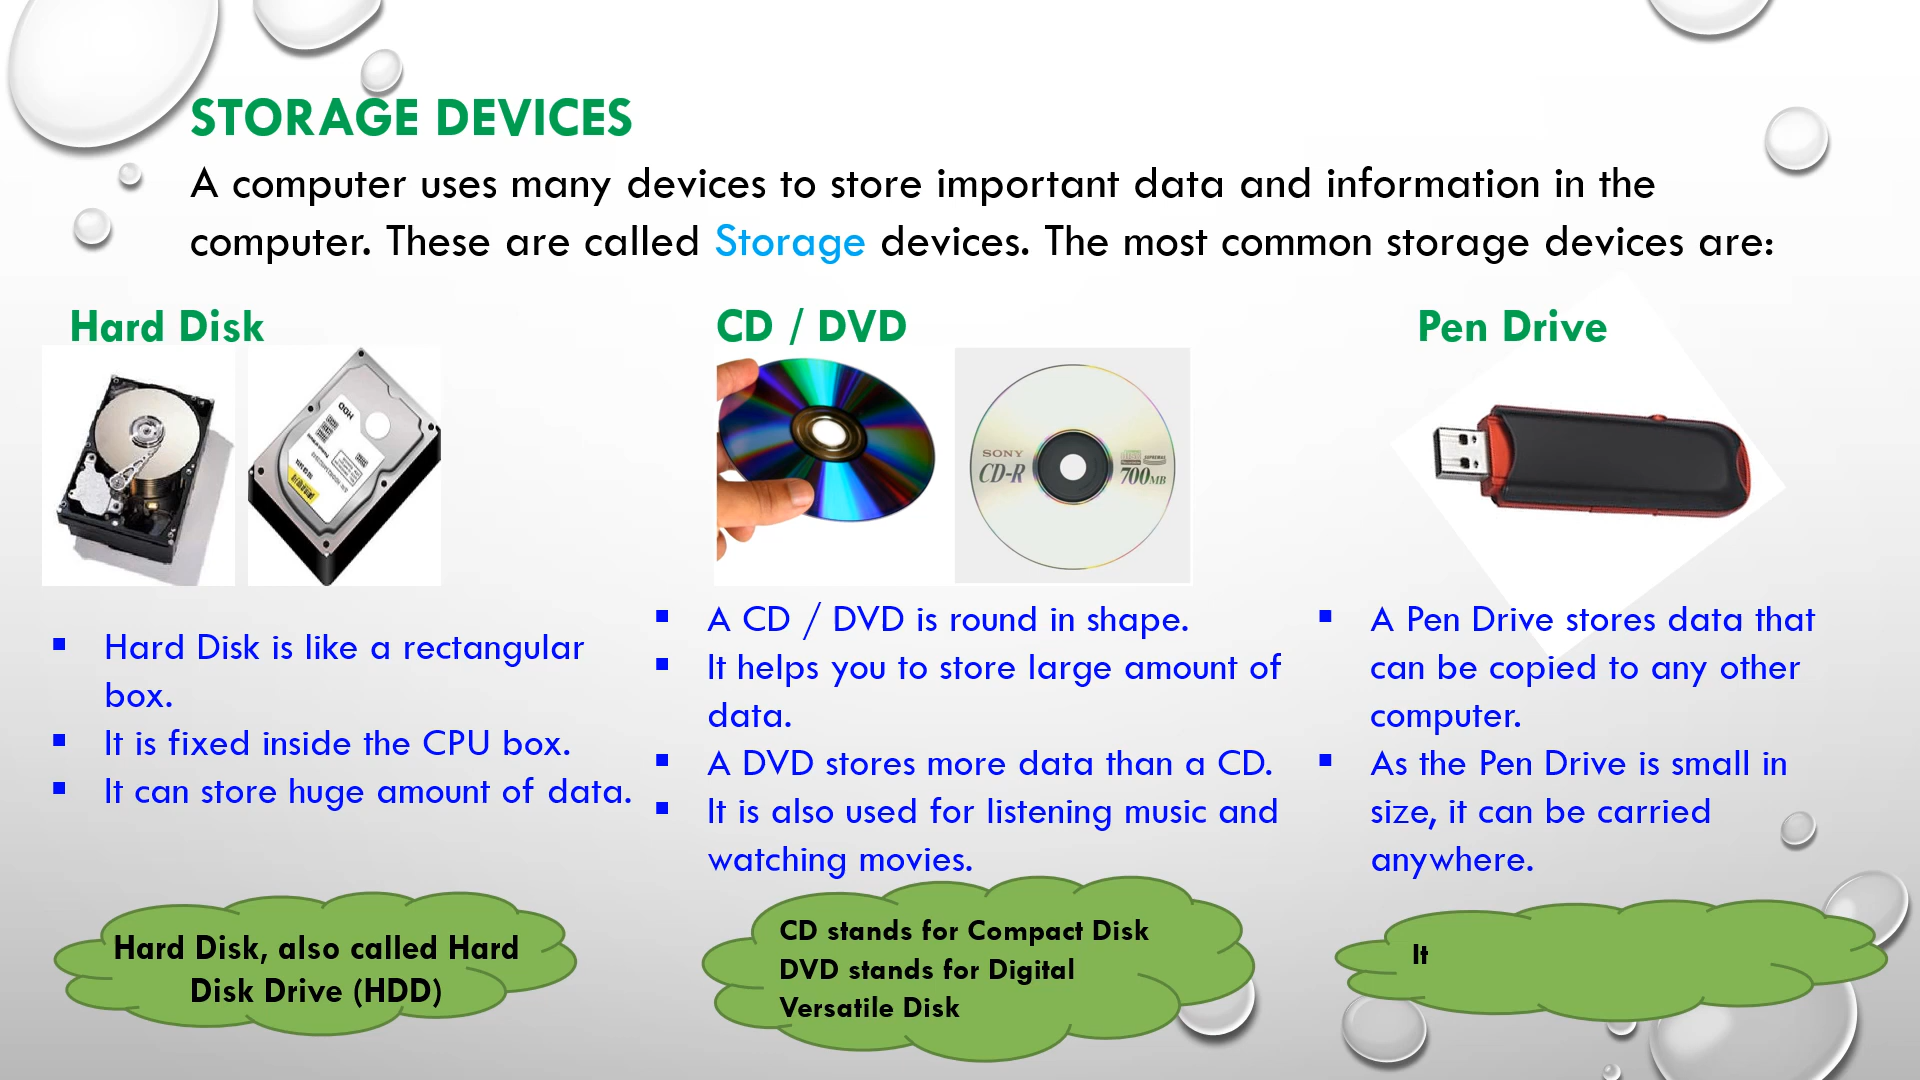 STORAGE DEVICES
A computer uses many devices to store important data and information in the
computer. These are called Storage devices. The most common storage devices are:
Hard Disk
CD / DVD
Pen Drive
HDD
SONY
CD-R
700MB
▪ Hard Disk is like a rectangular
box.
▪ It is fixed inside the CPU box.
▪ It can store huge amount of data.
▪ A CD / DVD is round in shape.
▪ It helps you to store large amount of
data.
▪ A DVD stores more data than a CD.
▪ It is also used for listening music and
watching movies.
▪ A Pen Drive stores data that
can be copied to any other
computer.
▪ As the Pen Drive is small in
size, it can be carried
anywhere.
Hard Disk, also called Hard
Disk Drive (HDD)
CD stands for Compact Disk
DVD stands for Digital
Versatile Disk
It